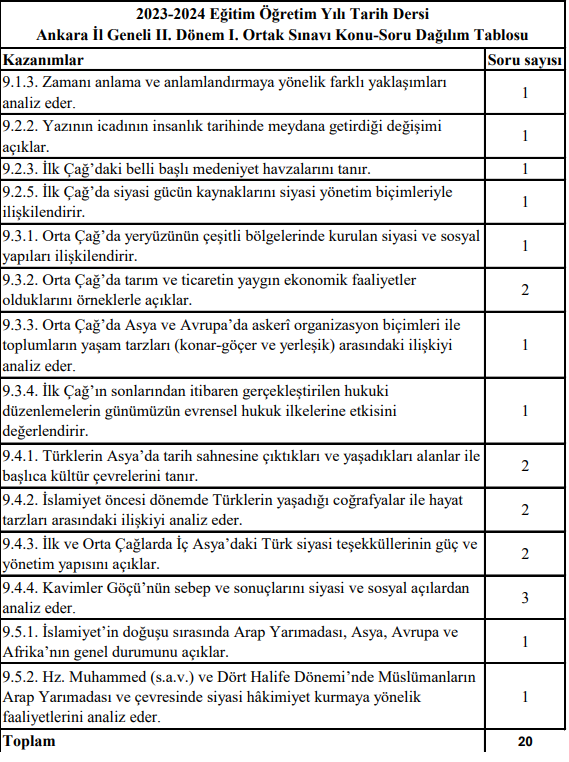 2023-2024 Eğitim Öğretim Yılı Tarih Dersi
Ankara İl Geneli II. Dönem I. Ortak Sınavı Konu-Soru Dağılım Tablosu
Kazanımlar Soru sayısı
9.1.3. Zamanı anlama ve anlamlandırmaya yönelik farklı yaklaşımları
analiz eder.
1
9.2.2. Yazının icadının insanlık tarihinde meydana getirdiği değişimi
açıklar.
1
9.2.3. İlk Çağ’daki belli başlı medeniyet havzalarını tanır. 1
9.2.5. İlk Çağ’da siyasi gücün kaynaklarını siyasi yönetim biçimleriyle
ilişkilendirir.
1
9.3.1. Orta Çağ’da yeryüzünün çeşitli bölgelerinde kurulan siyasi ve sosyal
yapıları ilişkilendirir.
1
9.3.2. Orta Çağ’da tarım ve ticaretin yaygın ekonomik faaliyetler
olduklarını örneklerle açıklar.
2
9.3.3. Orta Çağ’da Asya ve Avrupa’da askerî organizasyon biçimleri ile
toplumların yaşam tarzları (konar-göçer ve yerleşik) arasındaki ilişkiyi
analiz eder.
1
9.3.4. İlk Çağ’ın sonlarından itibaren gerçekleştirilen hukuki
düzenlemelerin günümüzün evrensel hukuk ilkelerine etkisini
değerlendirir.
1
9.4.1. Türklerin Asya’da tarih sahnesine çıktıkları ve yaşadıkları alanlar ile
başlıca kültür çevrelerini tanır.
2
9.4.2. İslamiyet öncesi dönemde Türklerin yaşadığı coğrafyalar ile hayat
tarzları arasındaki ilişkiyi analiz eder.
2
9.4.3. İlk ve Orta Çağlarda İç Asya’daki Türk siyasi teşekküllerinin güç ve
yönetim yapısını açıklar.
2
9.4.4. Kavimler Göçü’nün sebep ve sonuçlarını siyasi ve sosyal açılardan
analiz eder.
3
9.5.1. İslamiyet’in doğuşu sırasında Arap Yarımadası, Asya, Avrupa ve
Afrika’nın genel durumunu açıklar.
1
9.5.2. Hz. Muhammed (s.a.v.) ve Dört Halife Dönemi’nde Müslümanların
Arap Yarımadası ve çevresinde siyasi hâkimiyet kurmaya yönelik
faaliyetlerini analiz eder.
1
Toplam 20